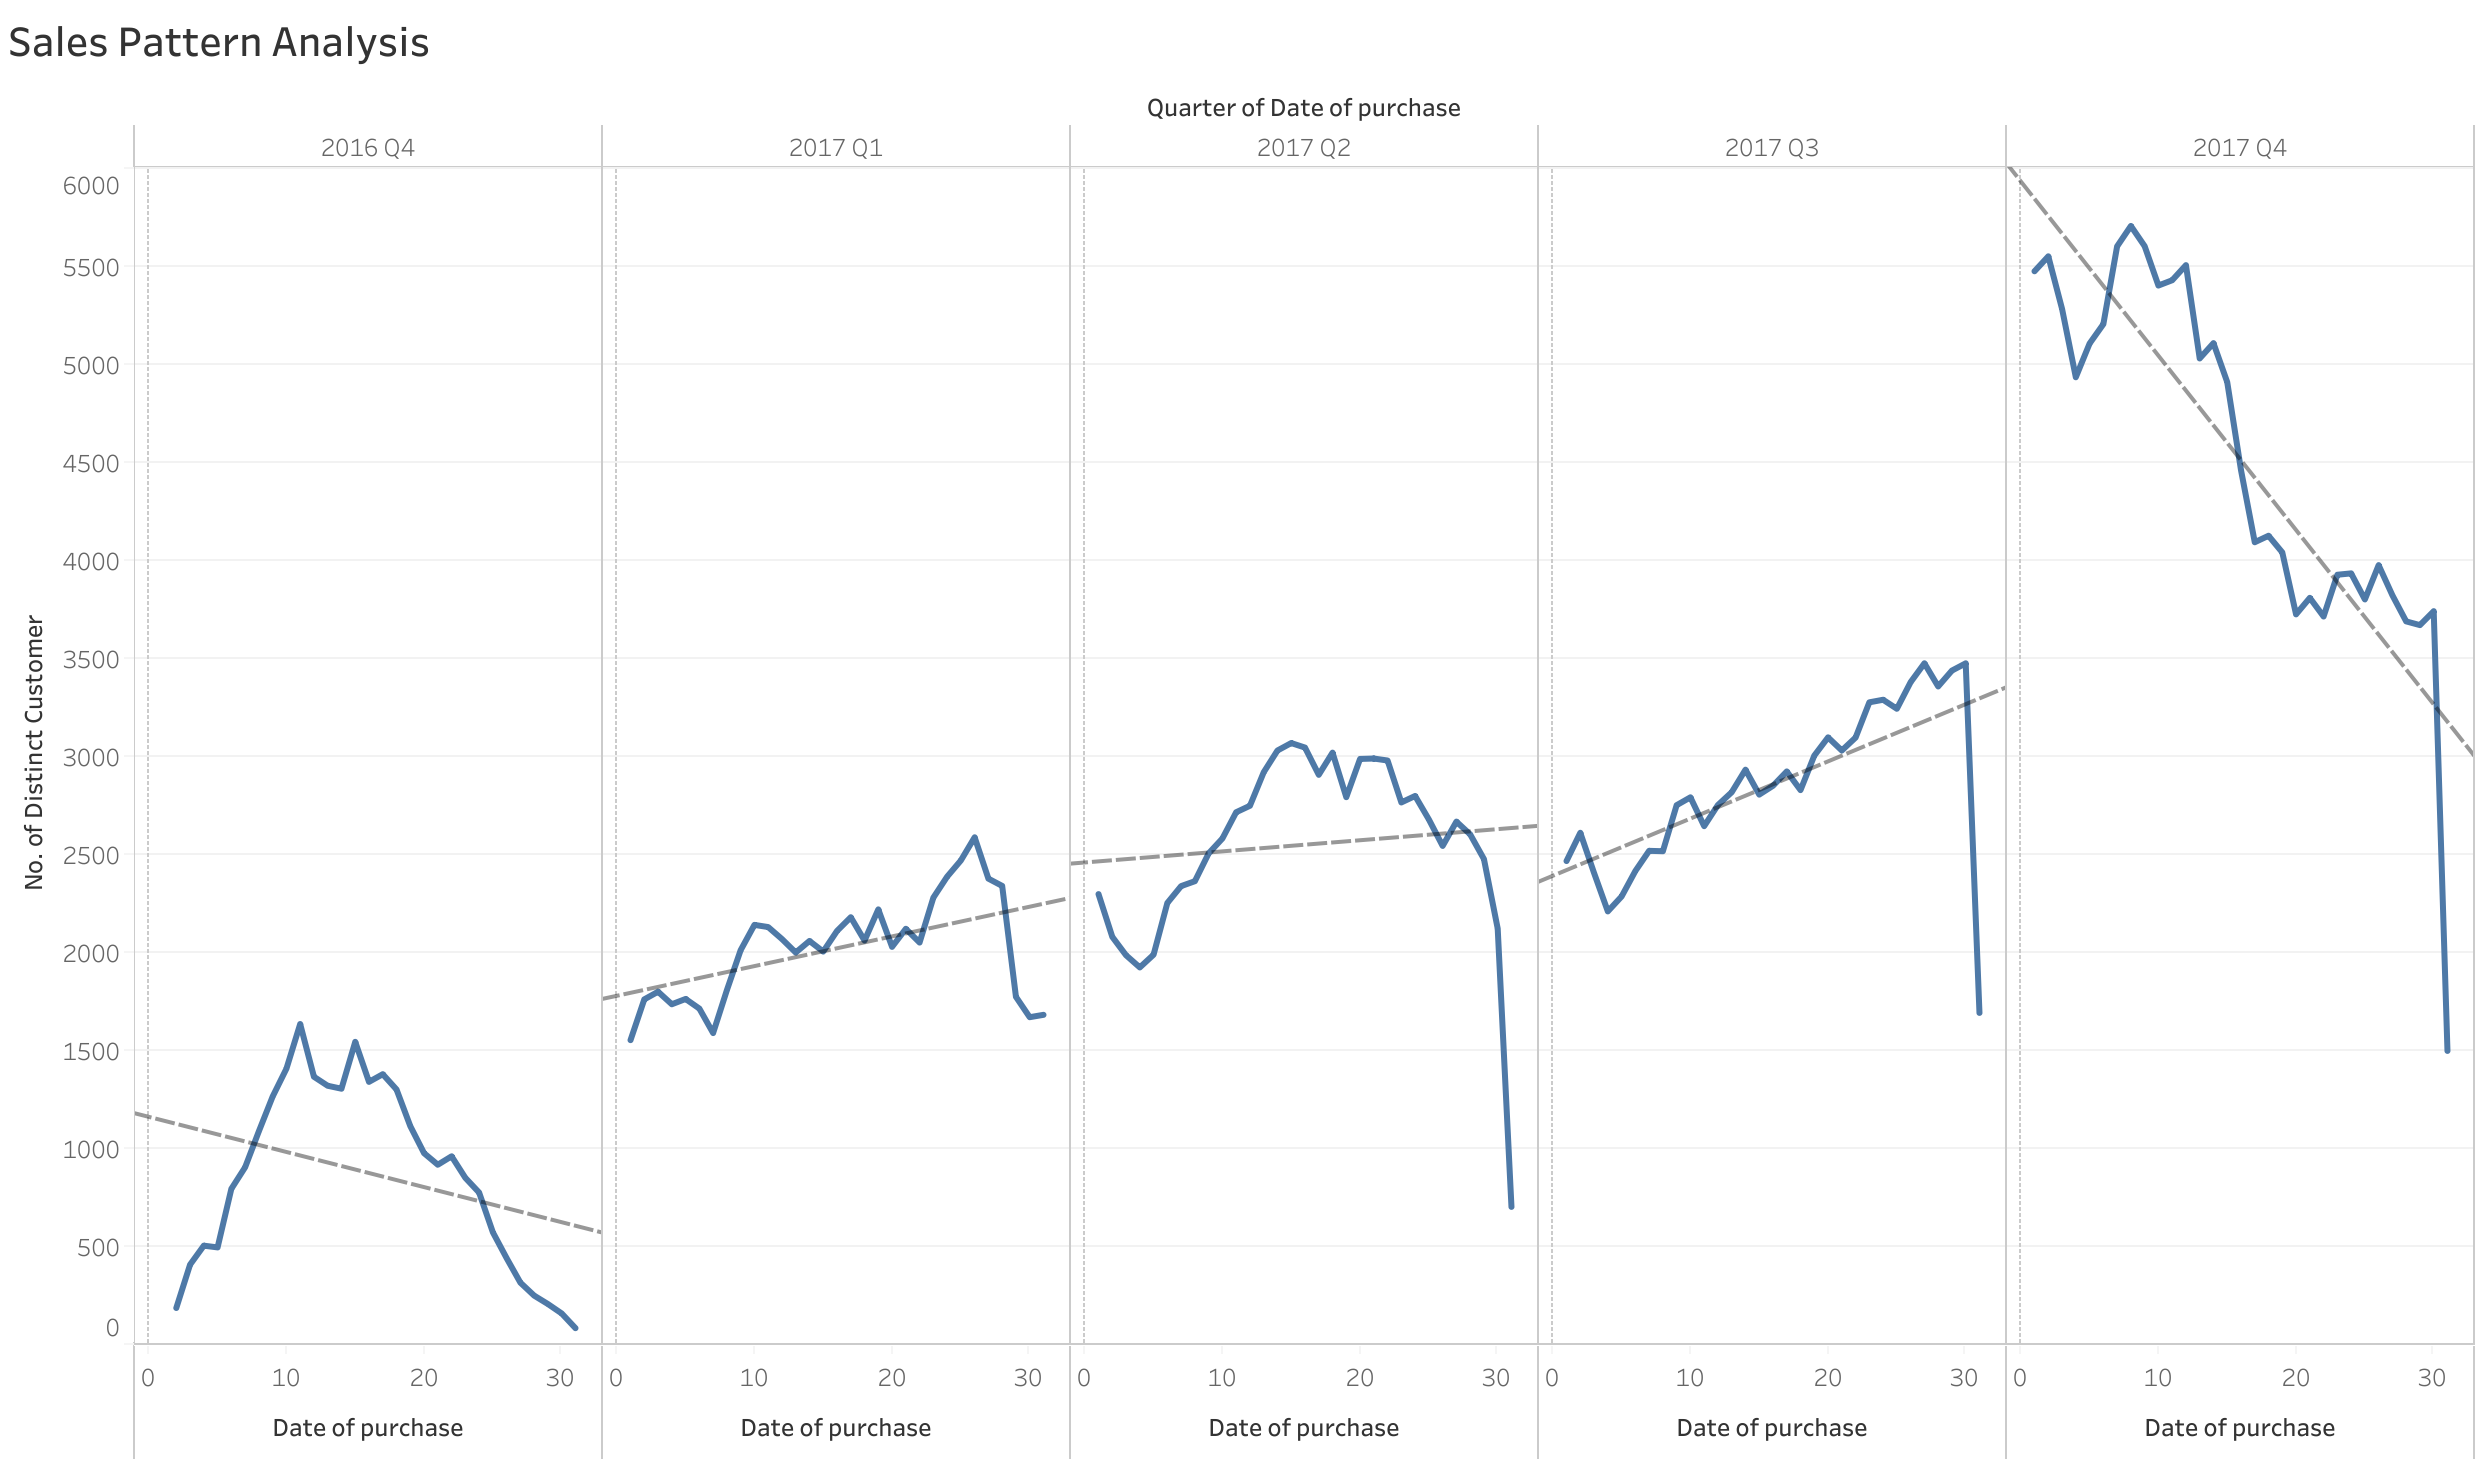 Sales Pattern Analysis
Quarter of Date of purchase
2016 Q4 2017 Q1 2017 Q2 2017 Q3 2017 Q4
No. of Distinct Customer
6000
5500
5000
4500
4000
3500
3000
2500
2000
1500
1000
500
0
0 10 20 30 0 10 20 30 0 10 20 30 0 10 20 30 0 10 20 30
Date of purchase Date of purchase Date of purchase Date of purchase Date of purchase